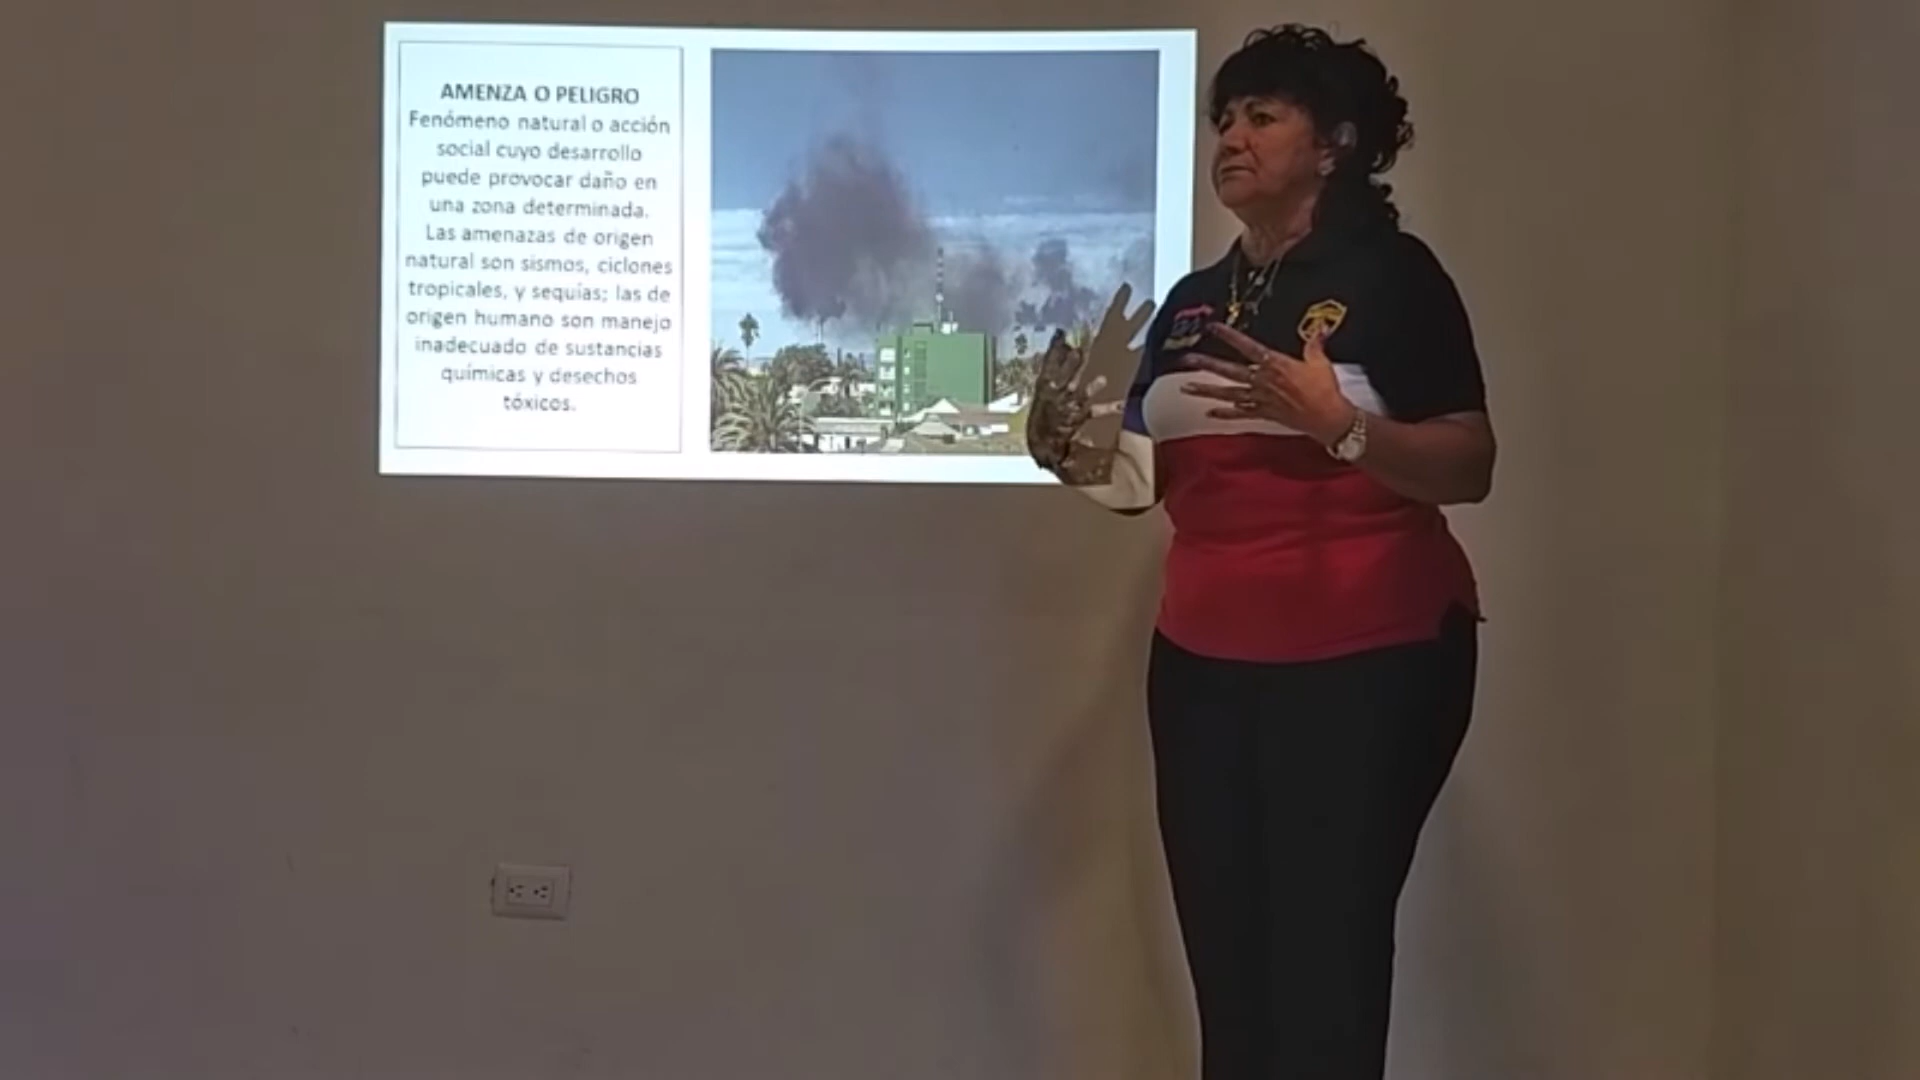 AMENZA O PELIGRO
Fenómeno natural o acción
social cuyo desarrollo
puede provocar daño en
una zona determinada.
Las amenazas de origen
natural son sismos, ciclones
tropicales, y sequías; las de
origen humano son manejo
inadecuado de sustancias
químicas y desechos
tóxicos.